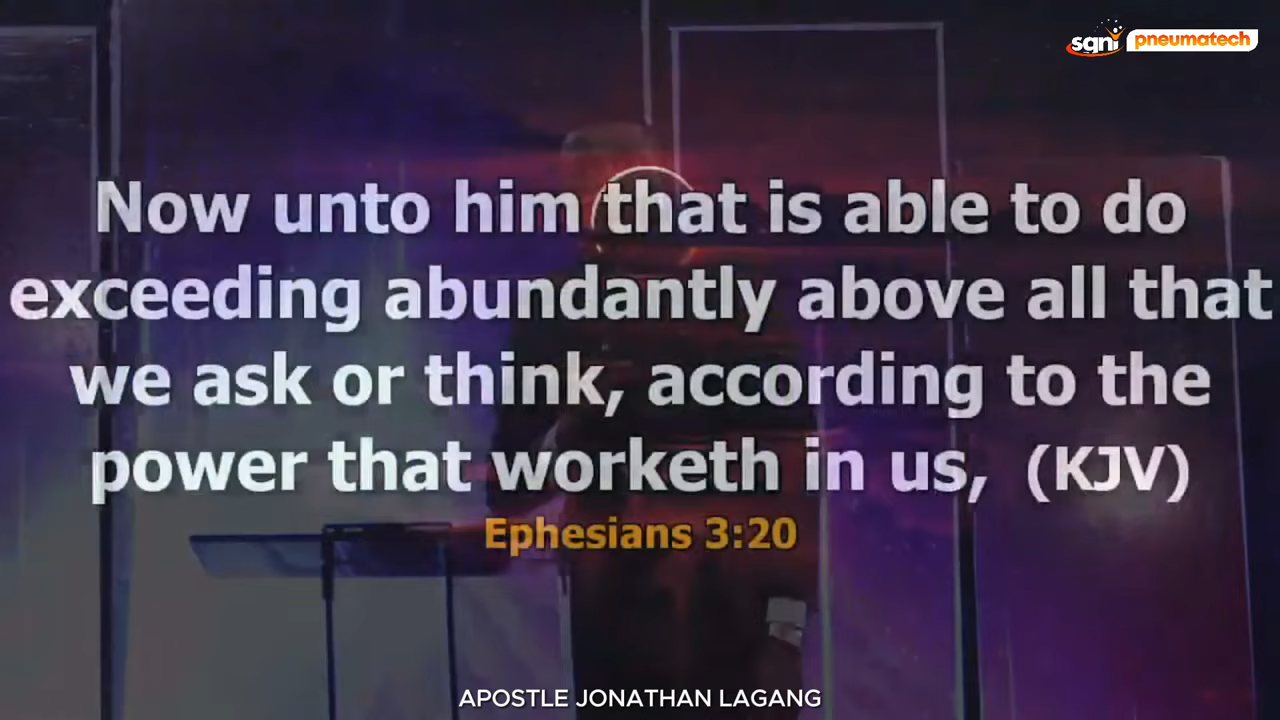 sgni pneumatech
Now unto him that is able to do
exceeding abundantly above all that
we ask or think, according to the
power that worketh in us, (KJV)
Ephesians 3:20
APOSTLE JONATHAN LAGANG